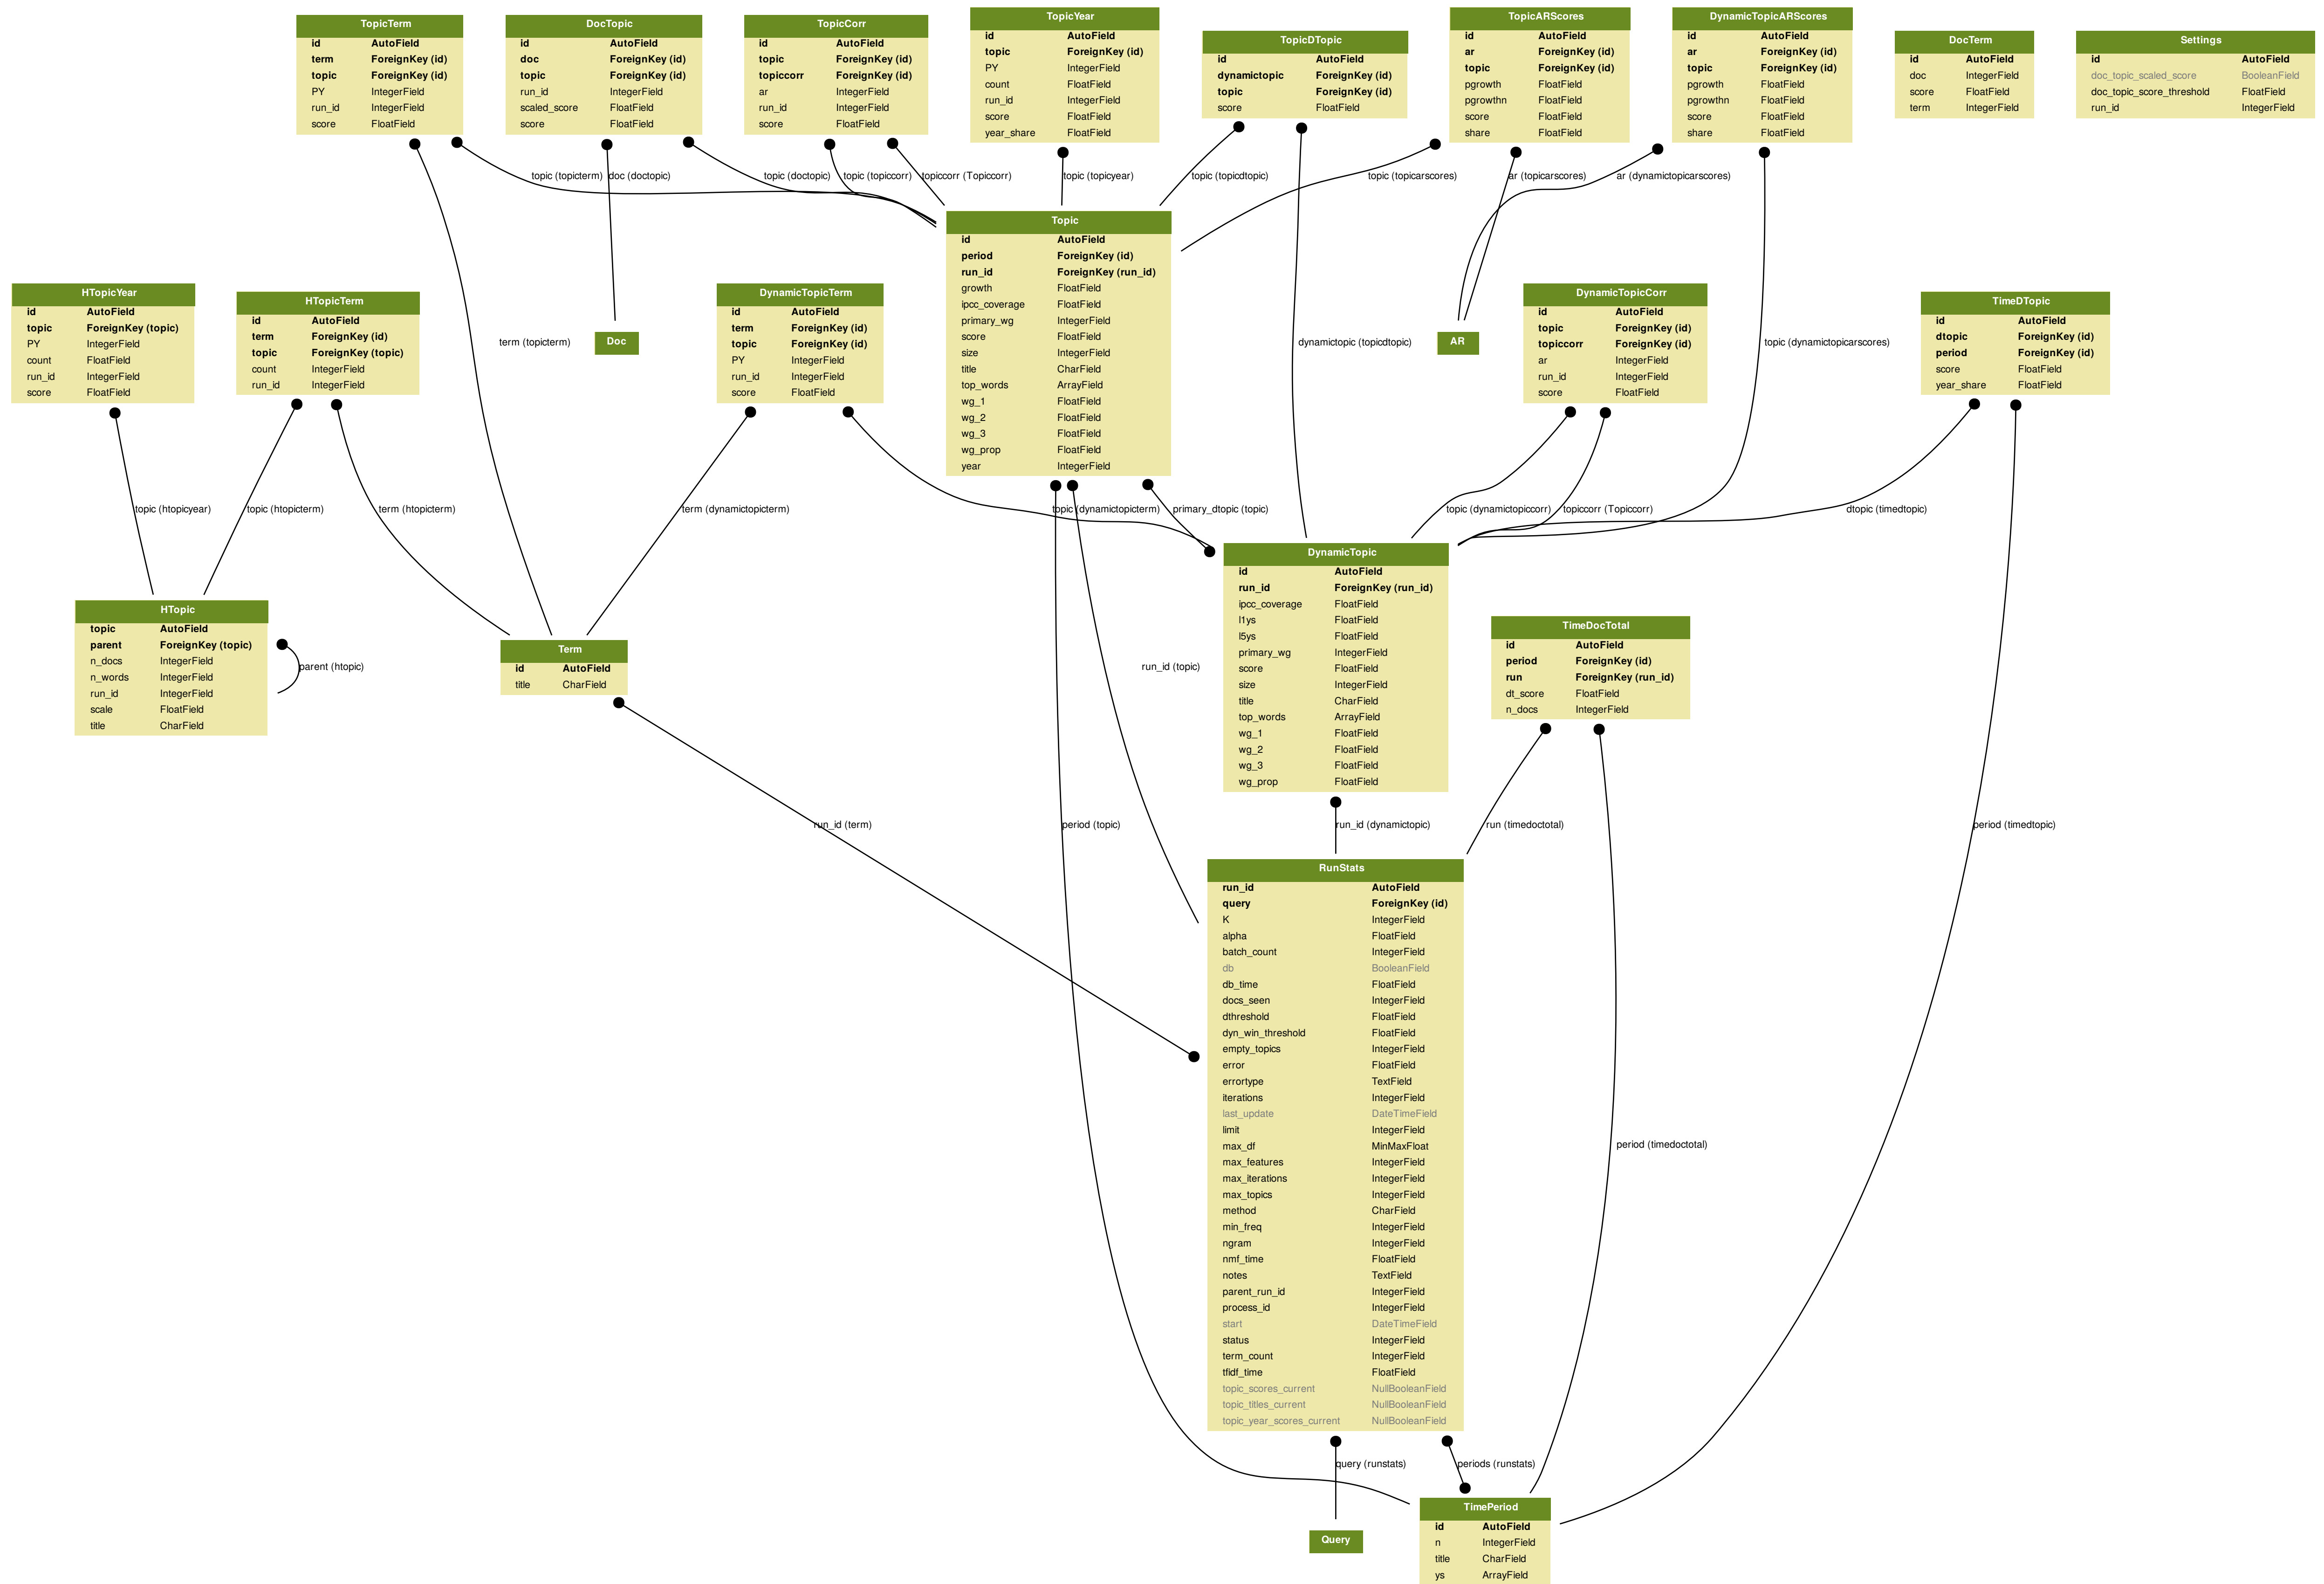 TopicTerm
id AutoField
term ForeignKey (id)
topic ForeignKey (id)
PY IntegerField
run_id IntegerField
score FloatField
DocTopic
id AutoField
doc ForeignKey (id)
topic ForeignKey (id)
run_id IntegerField
scaled_score FloatField
score FloatField
TopicCorr
id AutoField
topic ForeignKey (id)
topiccorr ForeignKey (id)
ar IntegerField
run_id IntegerField
score FloatField
TopicYear
id AutoField
topic ForeignKey (id)
PY IntegerField
count FloatField
run_id IntegerField
score FloatField
year_share FloatField
TopicDTopic
id AutoField
dynamictopic ForeignKey (id)
topic ForeignKey (id)
score FloatField
TopicARScores
id AutoField
ar ForeignKey (id)
topic ForeignKey (id)
pgrowth FloatField
pgrowthn FloatField
score FloatField
share FloatField
DynamicTopicARScores
id AutoField
ar ForeignKey (id)
topic ForeignKey (id)
pgrowth FloatField
pgrowthn FloatField
score FloatField
share FloatField
DocTerm
id AutoField
doc IntegerField
score FloatField
term IntegerField
Settings
id AutoField
doc_topic_scaled_score BooleanField
doc_topic_score_threshold FloatField
run_id IntegerField
topic (topicterm)
doc (doctopic)
topic (doctopic)
topic (topiccorr)
topiccorr (Topiccorr)
topic (topicyear)
topic (topicdtopic)
topic (topicarscores)
ar (topicarscores)
ar (dynamictopicarscores)
Topic
id AutoField
period ForeignKey (id)
run_id ForeignKey (run_id)
growth FloatField
ipcc_coverage FloatField
primary_wg IntegerField
score FloatField
size IntegerField
title CharField
top_words ArrayField
wg_1 FloatField
wg_2 FloatField
wg_3 FloatField
wg_prop FloatField
year IntegerField
HTopicYear
id AutoField
topic ForeignKey (topic)
PY IntegerField
count FloatField
run_id IntegerField
score FloatField
HTopicTerm
id AutoField
term ForeignKey (id)
topic ForeignKey (topic)
count IntegerField
run_id IntegerField
term (topicterm)
Doc
DynamicTopicTerm
id AutoField
term ForeignKey (id)
topic ForeignKey (id)
PY IntegerField
run_id IntegerField
score FloatField
dynamictopic (topicdtopic)
AR
DynamicTopicCorr
id AutoField
topic ForeignKey (id)
topiccorr ForeignKey (id)
ar IntegerField
run_id IntegerField
score FloatField
topic (dynamictopicarscores)
TimeDTopic
id AutoField
dtopic ForeignKey (id)
period ForeignKey (id)
score FloatField
year_share FloatField
topic (htopicyear)
topic (htopicterm)
term (htopicterm)
term (dynamictopicterm)
topic (dynamictopicterm)
primary_dtopic (topic)
topic (dynamictopiccorr)
topiccorr (Topiccorr)
dtopic (timedtopic)
HTopic
topic AutoField
parent ForeignKey (topic)
n_docs IntegerField
n_words IntegerField
run_id IntegerField
scale FloatField
title CharField
parent (htopic)
Term
id AutoField
title CharField
run_id (topic)
DynamicTopic
id AutoField
run_id ForeignKey (run_id)
ipcc_coverage FloatField
l1ys FloatField
l5ys FloatField
primary_wg IntegerField
score FloatField
size IntegerField
title CharField
top_words ArrayField
wg_1 FloatField
wg_2 FloatField
wg_3 FloatField
wg_prop FloatField
TimeDocTotal
id AutoField
period ForeignKey (id)
run ForeignKey (run_id)
dt_score FloatField
n_docs IntegerField
run_id (term)
period (topic)
run_id (dynamictopic)
run (timedoctotal)
period (timedtopic)
RunStats
run_id AutoField
query ForeignKey (id)
K IntegerField
alpha FloatField
batch_count IntegerField
db BooleanField
db_time FloatField
docs_seen IntegerField
dthreshold FloatField
dyn_win_threshold FloatField
empty_topics IntegerField
error FloatField
errortype TextField
iterations IntegerField
last_update DateTimeField
limit IntegerField
max_df MinMaxFloat
max_features IntegerField
max_iterations IntegerField
max_topics IntegerField
method CharField
min_freq IntegerField
ngram IntegerField
nmf_time FloatField
notes TextField
parent_run_id IntegerField
process_id IntegerField
start DateTimeField
status IntegerField
term_count IntegerField
tfidf_time FloatField
topic_scores_current NullBooleanField
topic_titles_current NullBooleanField
topic_year_scores_current NullBooleanField
period (timedoctotal)
query (runstats)
periods (runstats)
Query
TimePeriod
id AutoField
n IntegerField
title CharField
ys ArrayField